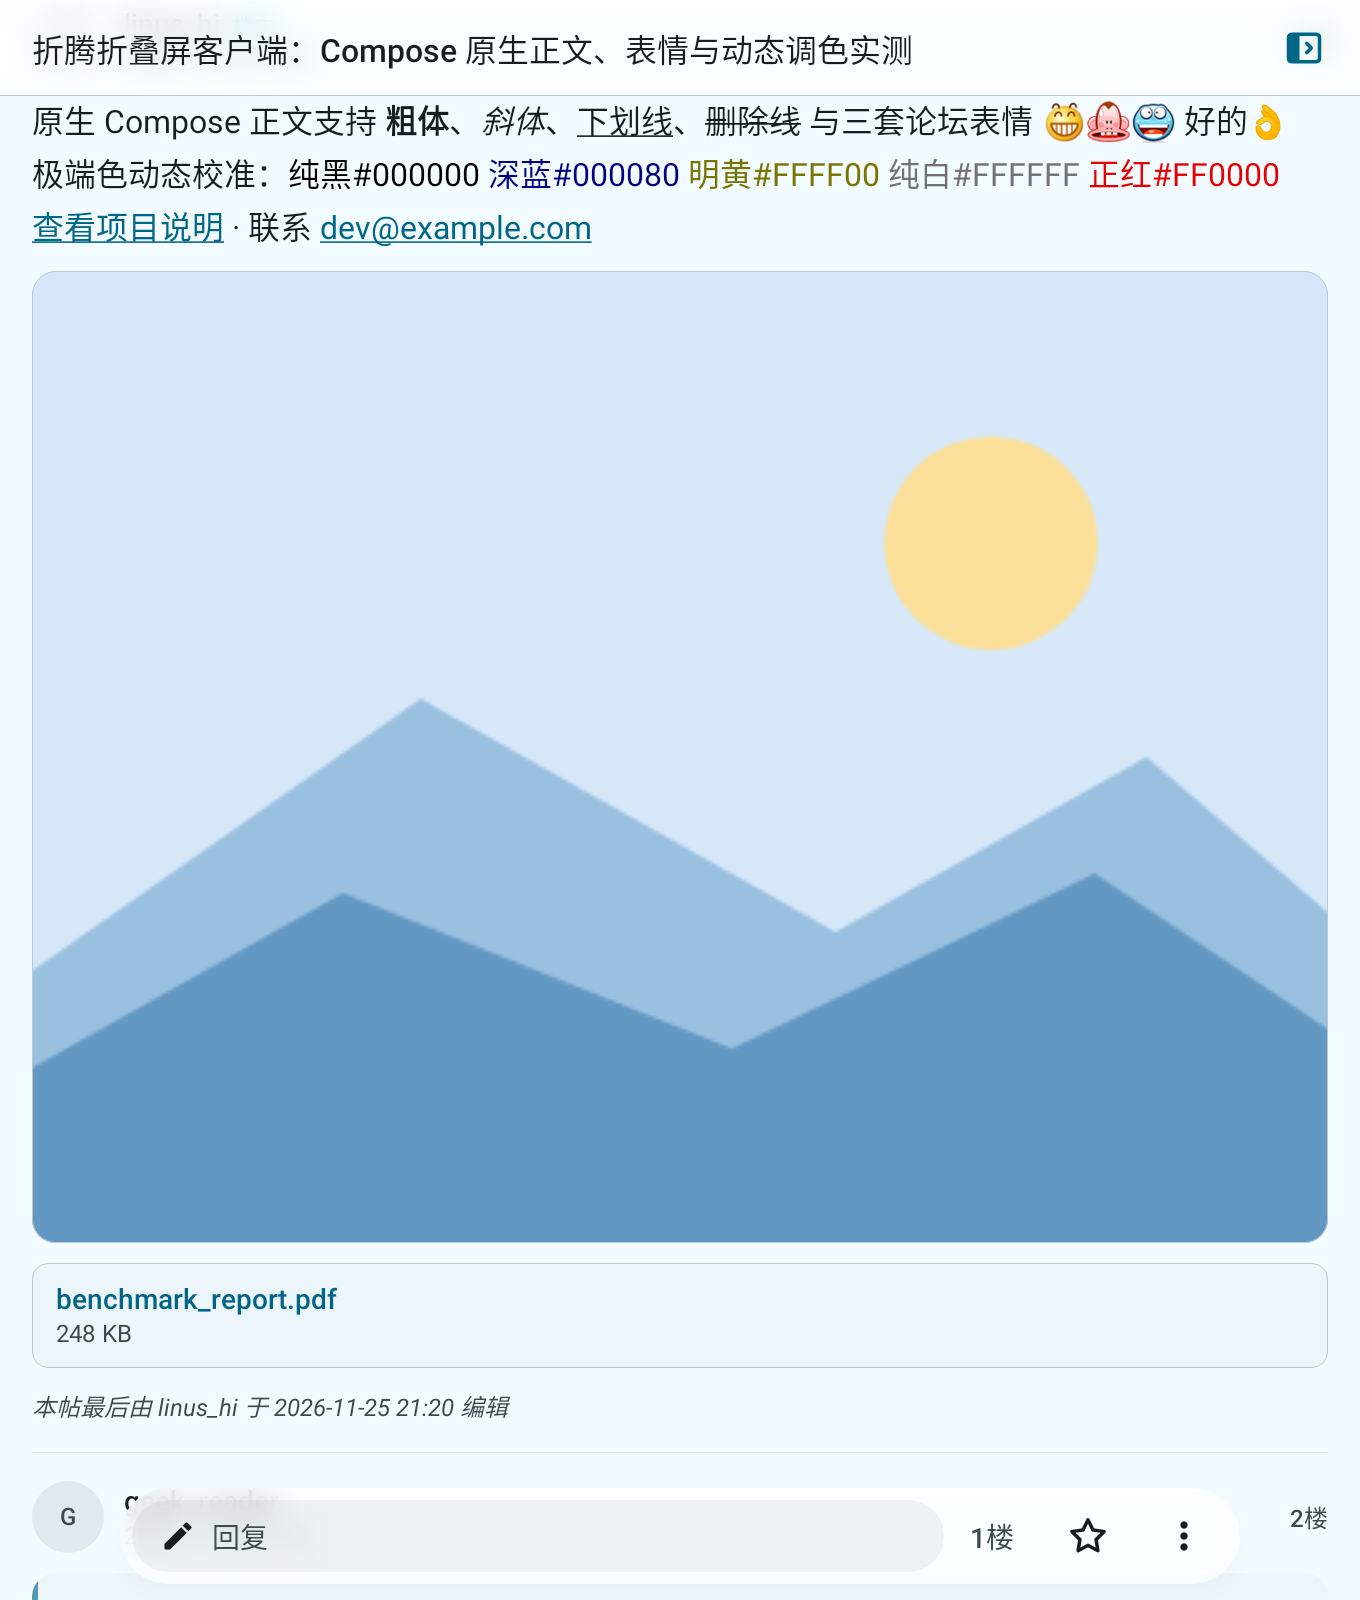 折腾折叠屏客户端：Compose 原生正文、表情与动态调色实测
原生 Compose 正文支持 粗体、斜体、下划线、删除线 与三套论坛表情 😁 好的👌
极端色动态校准：纯黑#000000 深蓝#000080 明黄#FFFF00 纯白#FFFFFF 正红#FF0000
查看项目说明 · 联系 dev@example.com
benchmark_report.pdf
248 KB
本帖最后由 linus_hi 于 2026-11-25 21:20 编辑
G
geek_reader
2楼
回复
1楼